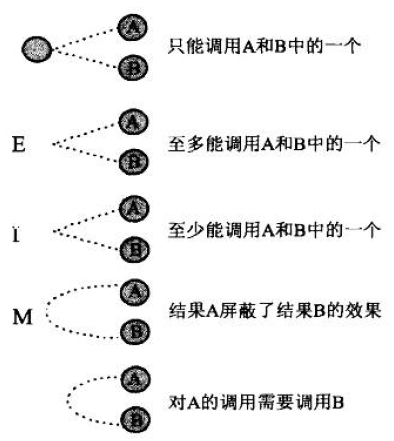 A
只能调用A和B中的一个
B
A
E
至多能调用A和B中的一个
B
A
I
至少能调用A和B中的一个
B
A
M
结果A屏蔽了结果B的效果
B
A
对A的调用需要调用B
B